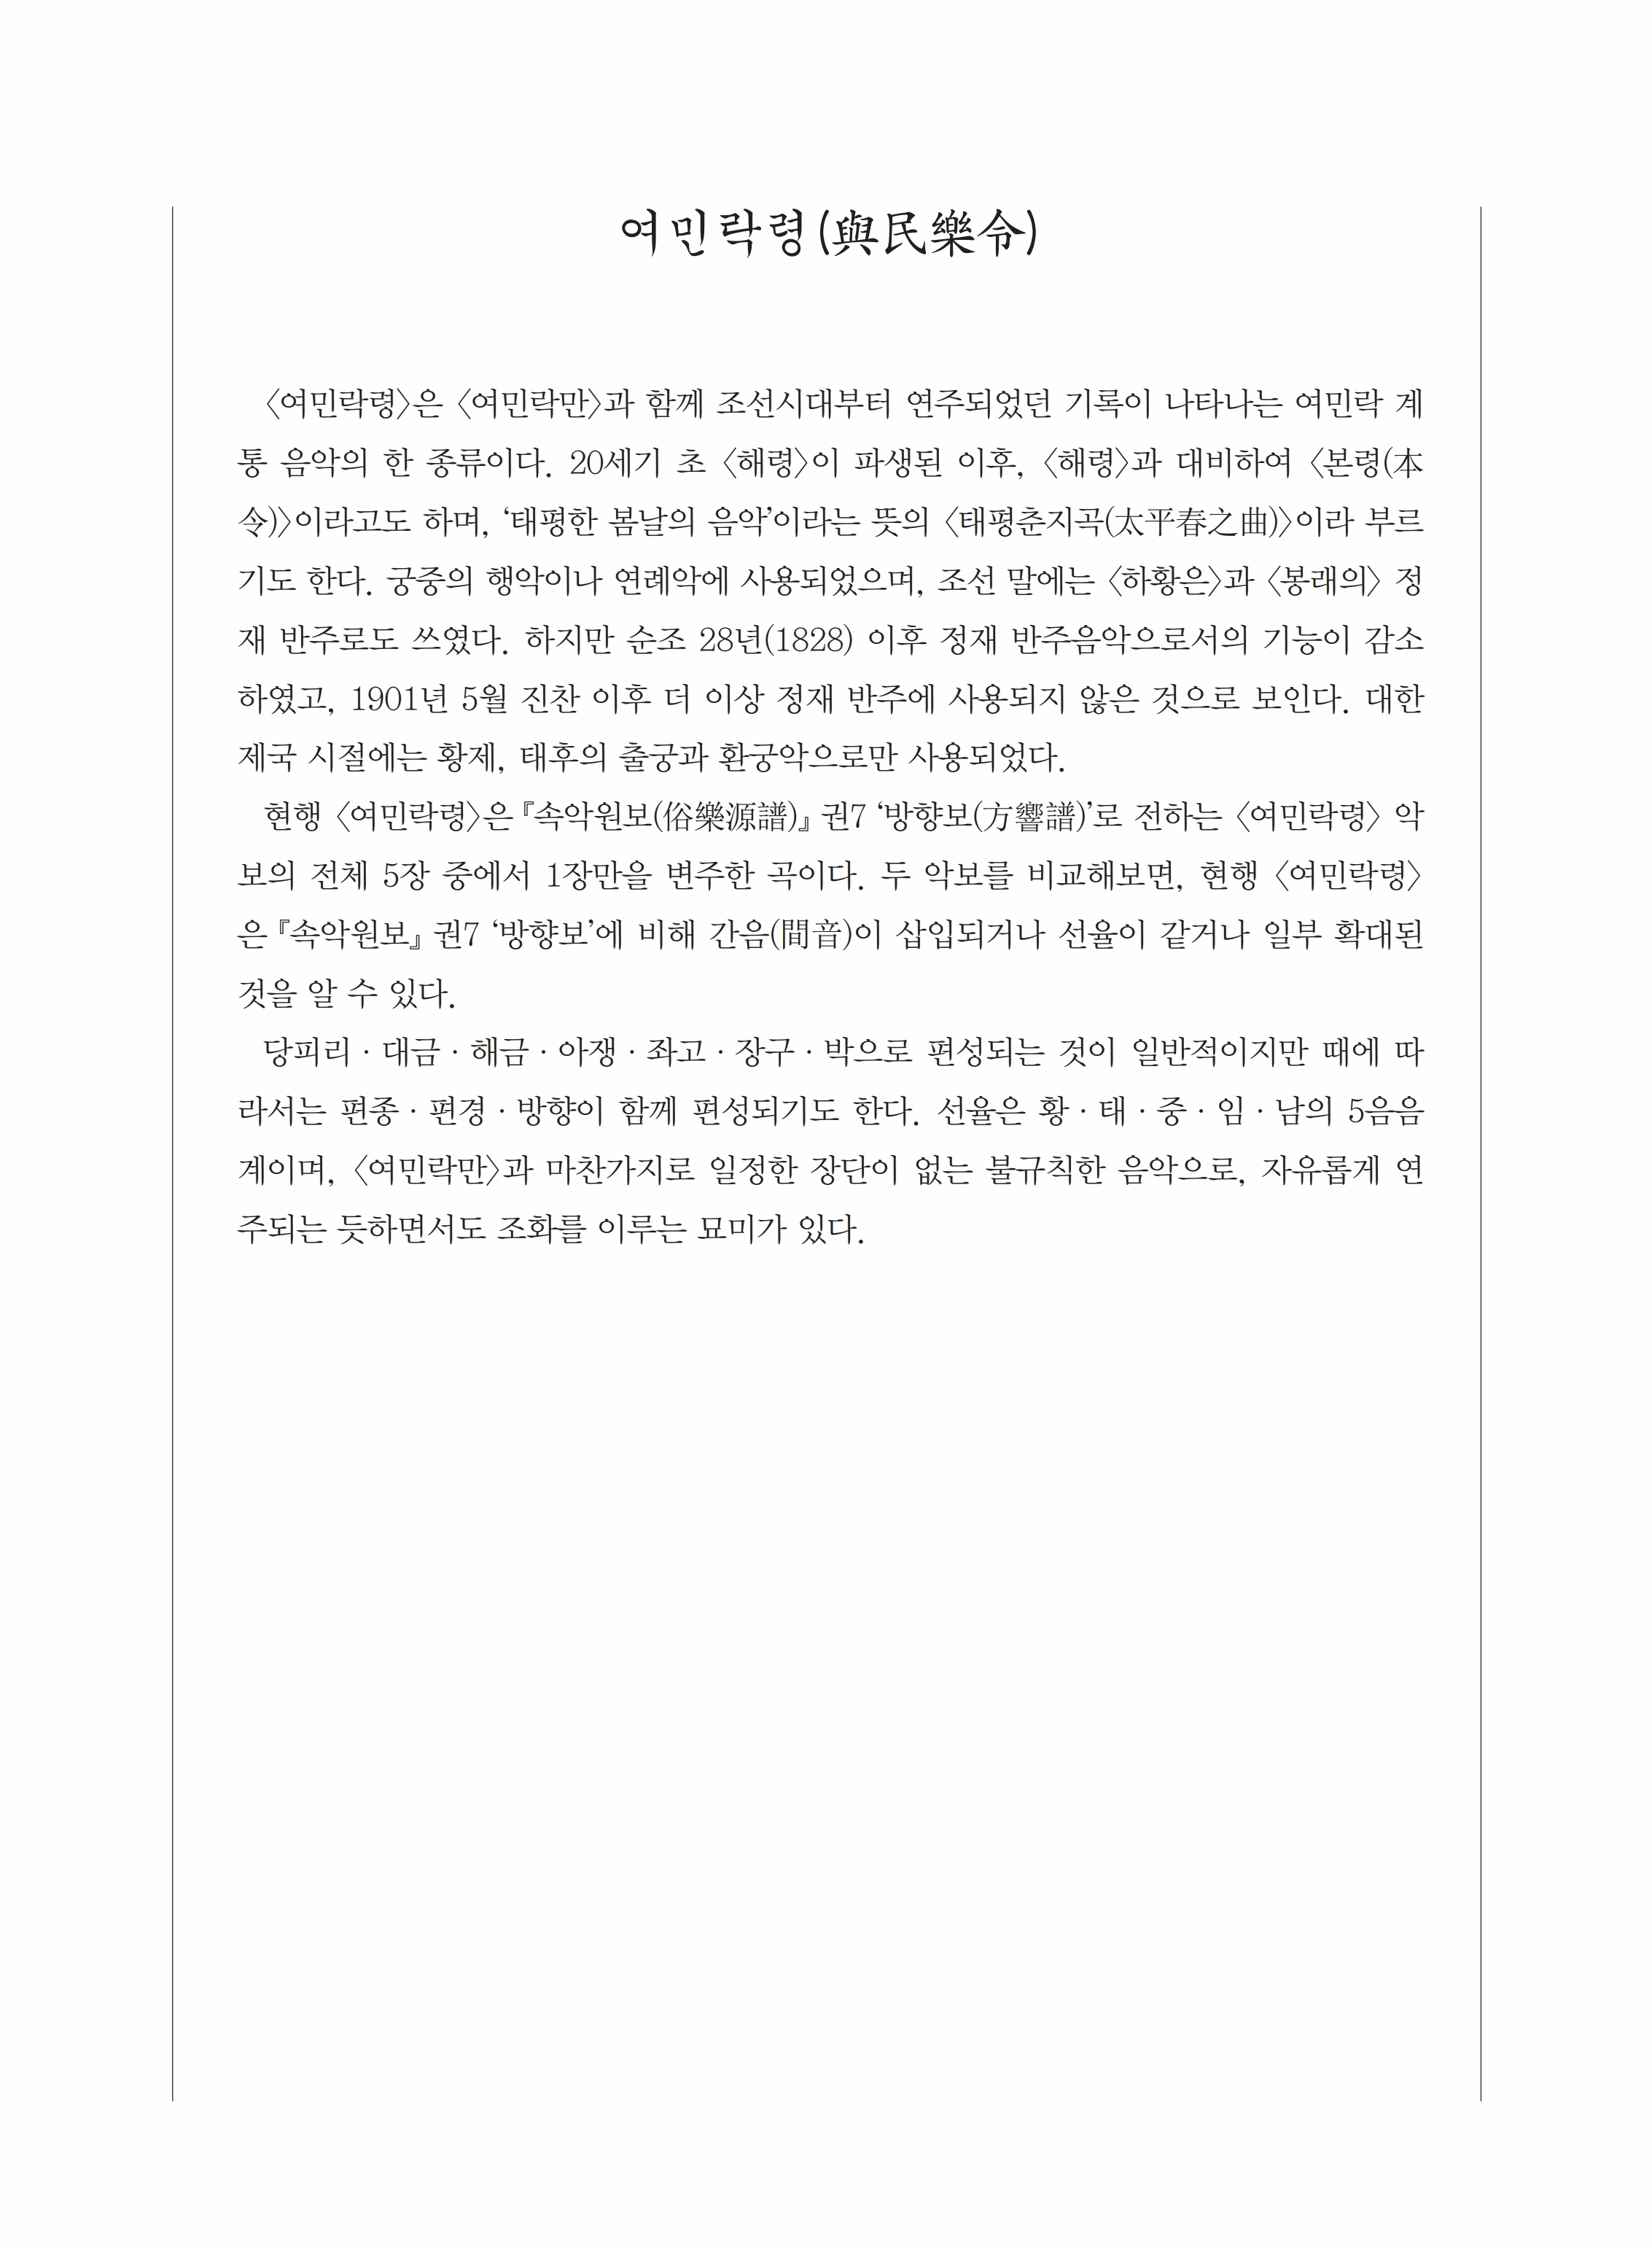 여민락령(與民樂令)
〈여민락령〉은 〈여민락만〉과 함께 조선시대부터 연주되었던 기록이 나타나는 여민락 계
통 음악의 한 종류이다. 20세기 초 〈해령〉이 파생된 이후, 〈해령〉과 대비하여 〈본령(本
令)〉이라고도 하며, ‘태평한 봄날의 음악’이라는 뜻의 〈태평춘지곡(太平春之曲)〉이라 부르
기도 한다. 궁중의 행악이나 연례악에 사용되었으며, 조선 말에는 〈하황은〉과 〈봉래의〉 정
재 반주로도 쓰였다. 하지만 순조 28년(1828) 이후 정재 반주음악으로서의 기능이 감소
하였고, 1901년 5월 진찬 이후 더 이상 정재 반주에 사용되지 않은 것으로 보인다. 대한
제국 시절에는 황제, 태후의 출궁과 환궁악으로만 사용되었다.
현행 〈여민락령〉은 『속악원보(俗樂源譜)』 권7 ‘방향보(方響譜)’로 전하는 〈여민락령〉 악
보의 전체 5장 중에서 1장만을 변주한 곡이다. 두 악보를 비교해보면, 현행 〈여민락령〉
은 『속악원보』 권7 ‘방향보’에 비해 간음(間音)이 삽입되거나 선율이 같거나 일부 확대된
것을 알 수 있다.
당피리 · 대금 · 해금 · 아쟁 · 좌고 · 장구 · 박으로 편성되는 것이 일반적이지만 때에 따
라서는 편종 · 편경 · 방향이 함께 편성되기도 한다. 선율은 황 · 태 · 중 · 임 · 남의 5음음
계이며, 〈여민락만〉과 마찬가지로 일정한 장단이 없는 불규칙한 음악으로, 자유롭게 연
주되는 듯하면서도 조화를 이루는 묘미가 있다.